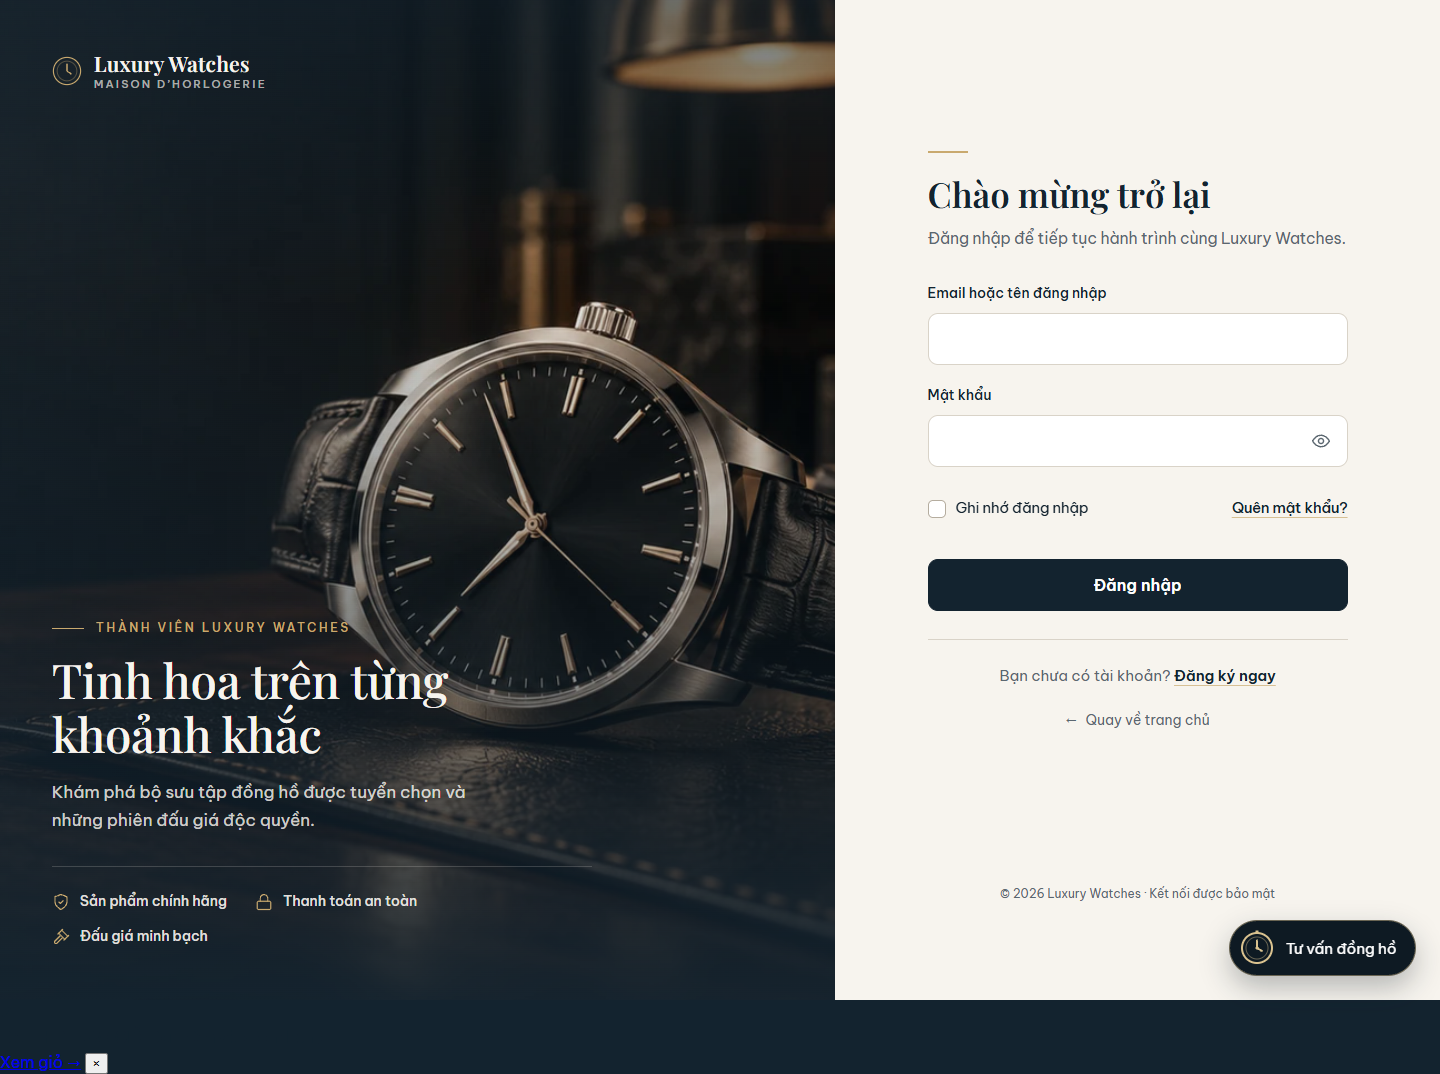 Luxury Watches
MAISON D'HORLOGERIE
THÀNH VIÊN LUXURY WATCHES
Tinh hoa trên từng
khoảnh khắc
Khám phá bộ sưu tập đồng hồ được tuyển chọn và
những phiên đấu giá độc quyền.
Sản phẩm chính hãng
Thanh toán an toàn
Đấu giá minh bạch
Chào mừng trở lại
Đăng nhập để tiếp tục hành trình cùng Luxury Watches.
Email hoặc tên đăng nhập
Mật khẩu
Ghi nhớ đăng nhập
Quên mật khẩu?
Đăng nhập
Bạn chưa có tài khoản? Đăng ký ngay
← Quay về trang chủ
© 2026 Luxury Watches · Kết nối được bảo mật
Tư vấn đồng hồ
Xem giỏ → ×